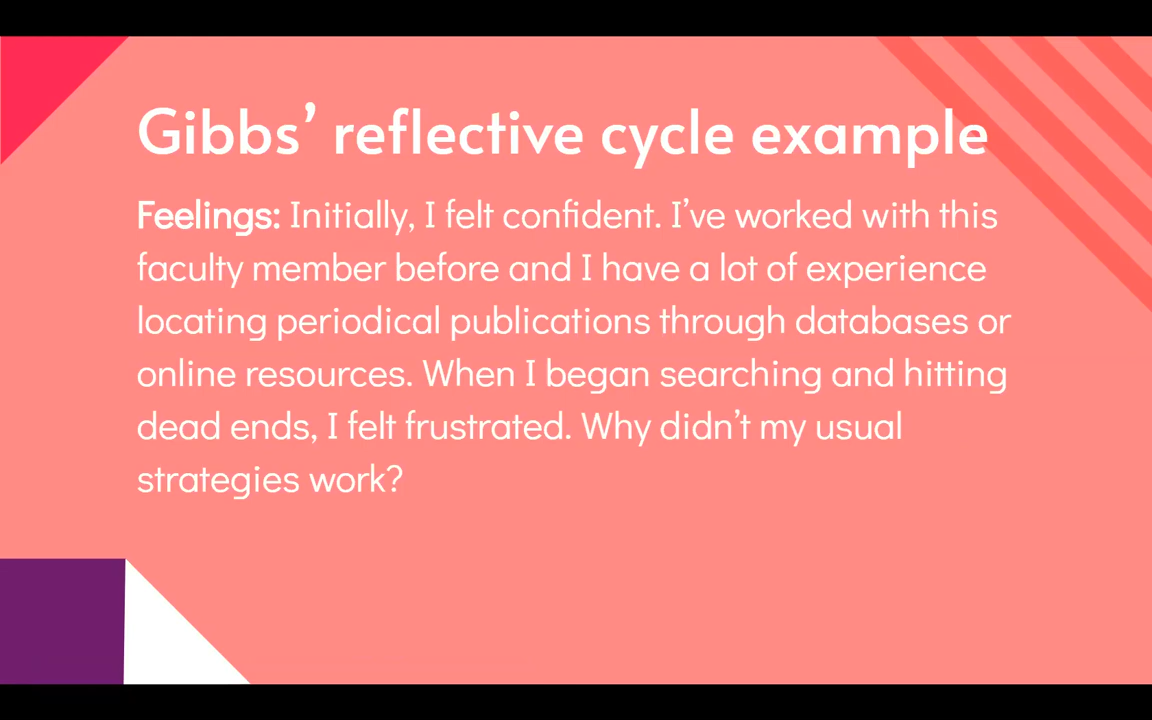 Gibbs’ reflective cycle example
Feelings: Initially, I felt confident. I’ve worked with this
faculty member before and I have a lot of experience
locating periodical publications through databases or
online resources. When I began searching and hitting
dead ends, I felt frustrated. Why didn’t my usual
strategies work?